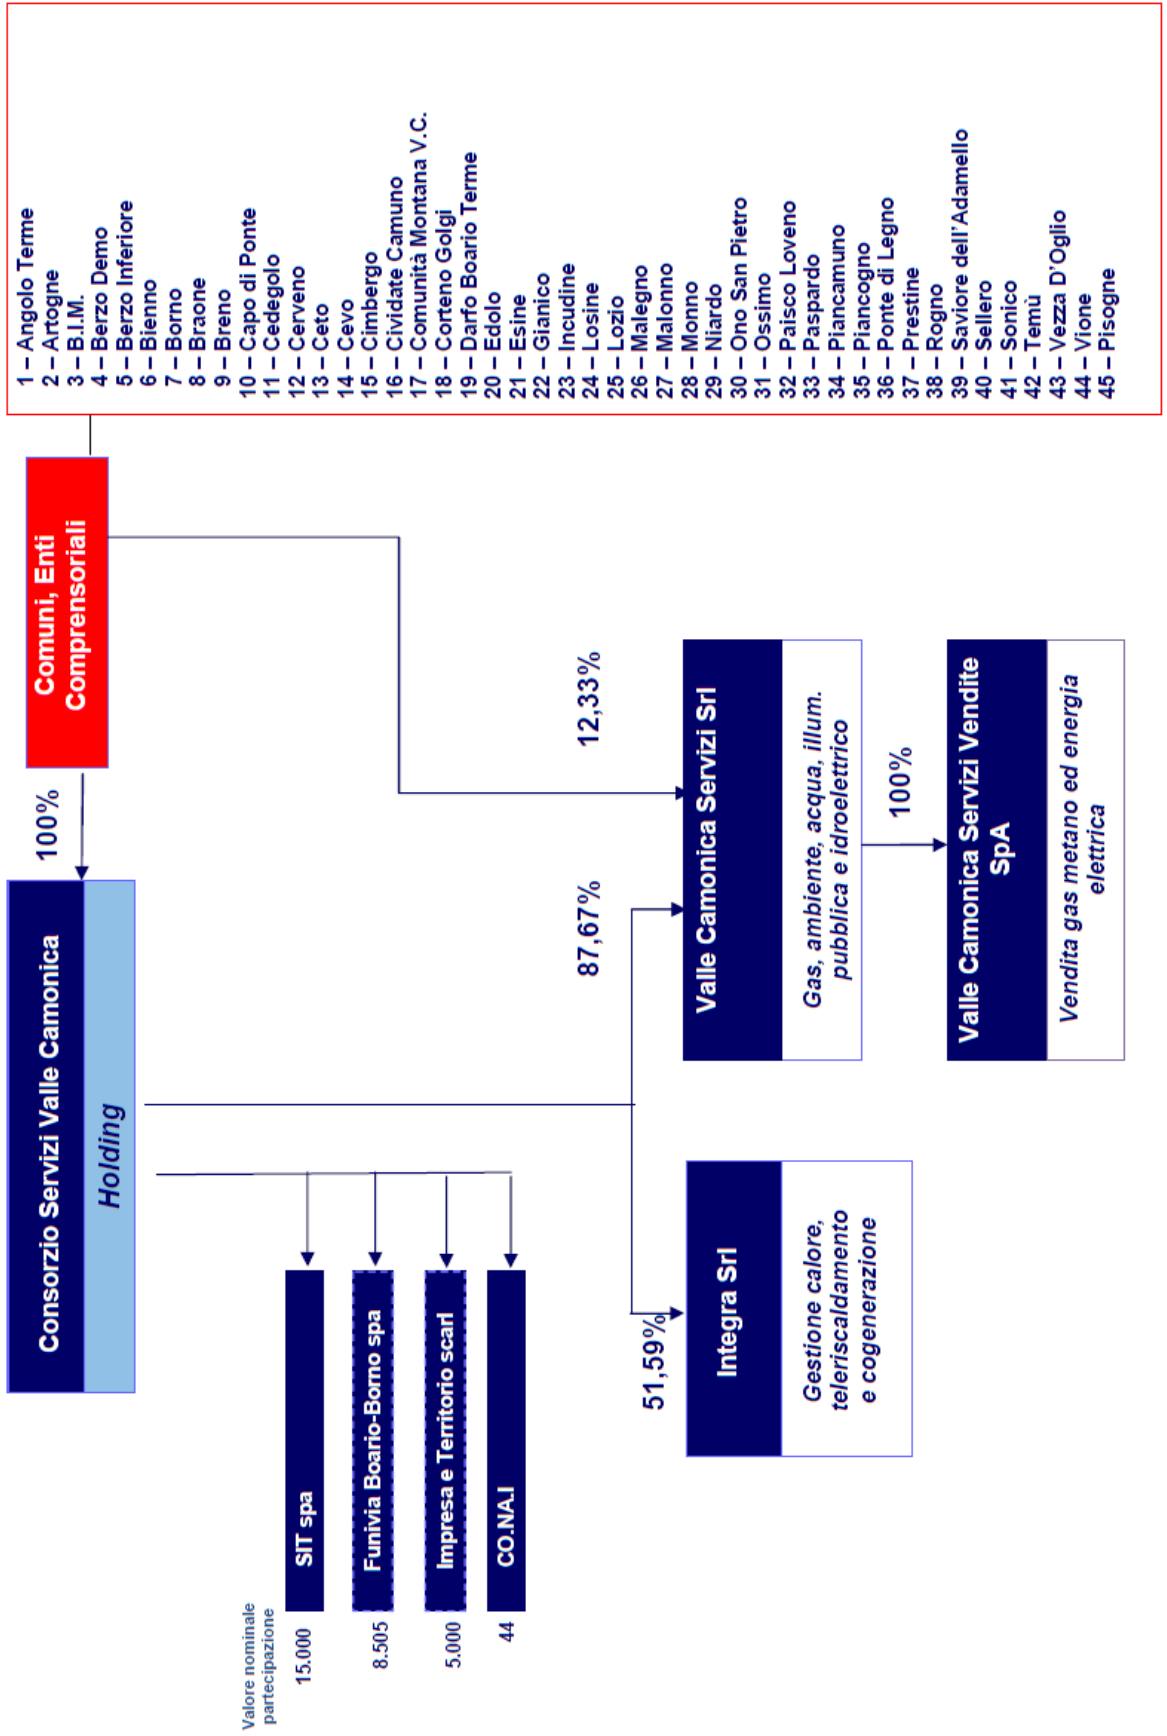 Consorzio Servizi Valle Camonica
Holding
100%
Comuni, Enti
Comprensoriali
1 – Angolo Terme
2 – Artogne
3 – B.I.M.
4 – Berzo Demo
5 – Berzo Inferiore
6 – Bienno
7 – Borno
8 – Braone
9 – Breno
10 – Capo di Ponte
11 – Cedegolo
12 – Cerveno
13 – Ceto
14 – Cevo
15 – Cimbergo
16 – Cividate Camuno
17 – Comunità Montana V.C.
18 – Corteno Golgi
19 – Darfo Boario Terme
20 – Edolo
21 – Esine
22 – Gianico
23 – Incudine
24 – Losine
25 – Lozio
26 – Malegno
27 – Malonno
28 – Monno
29 – Niardo
30 – Ono San Pietro
31 – Ossimo
32 – Paisco Loveno
33 – Paspardo
34 – Piancamuno
35 – Piancogno
36 – Ponte di Legno
37 – Prestine
38 – Rogno
39 – Saviore dell'Adamello
40 – Sellero
41 – Sonico
42 – Temù
43 – Vezza D'Oglio
44 – Vione
45 – Pisogne
Valore nominale
partecipazione
15.000
SIT spa
8.505
Funivia Boario-Borno spa
5.000
Impresa e Territorio scarl
44
CO.NA.I
87,67%
12,33%
51,59%
Integra Srl
Gestione calore,
teleriscaldamento
e cogenerazione
Valle Camonica Servizi Srl
Gas, ambiente, acqua, illum.
pubblica e idroelettrico
100%
Valle Camonica Servizi Vendite
SpA
Vendita gas metano ed energia
elettrica